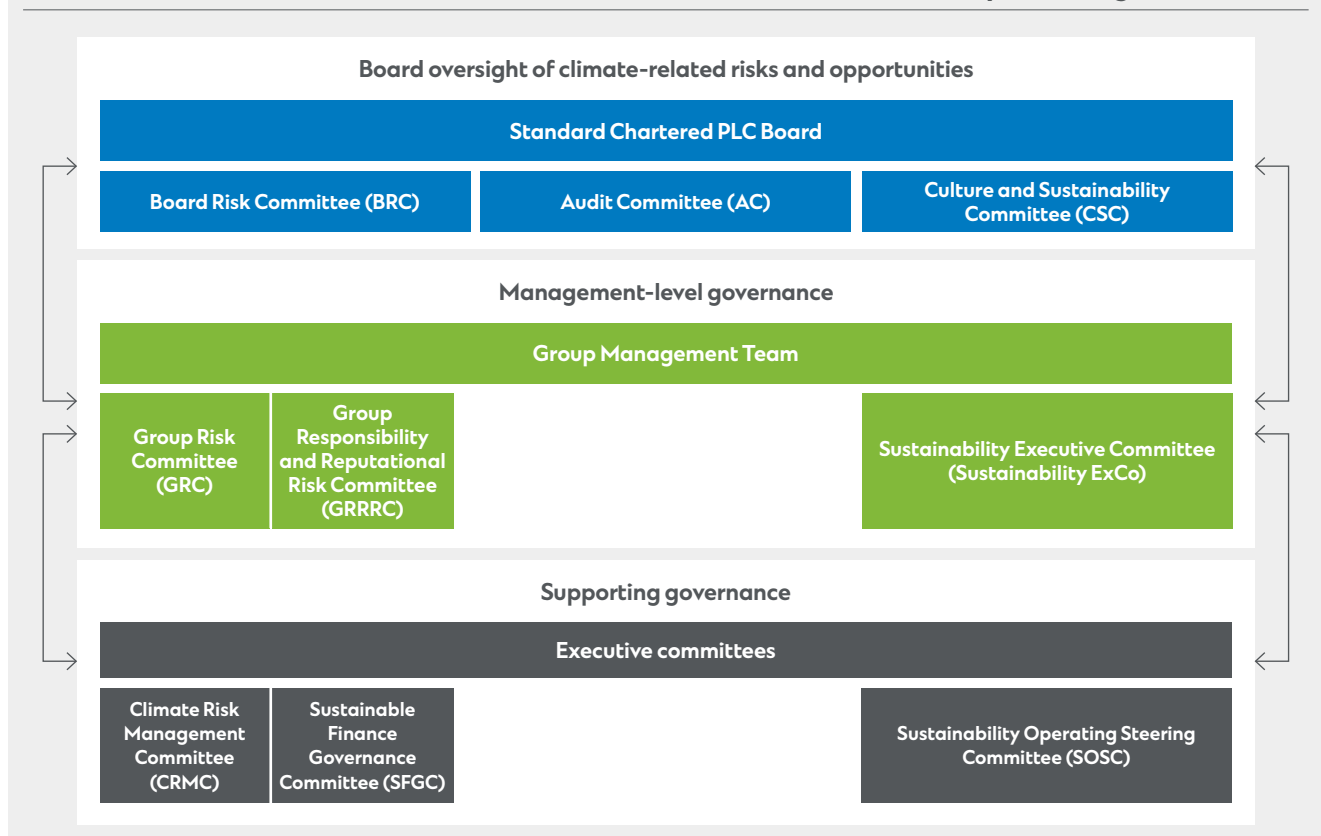 Board oversight of climate-related risks and opportunities
Standard Chartered PLC Board
Board Risk Committee (BRC)
Audit Committee (AC)
Culture and Sustainability
Committee (CSC)
Management-level governance
Group Management Team
Group Risk
Committee
(GRC)
Group
Responsibility
and Reputational
Risk Committee
(GRRRC)
Sustainability Executive Committee
(Sustainability ExCo)
Supporting governance
Executive committees
Climate Risk
Management
Committee
(CRMC)
Sustainable
Finance
Governance
Committee (SFGC)
Sustainability Operating Steering
Committee (SOSC)